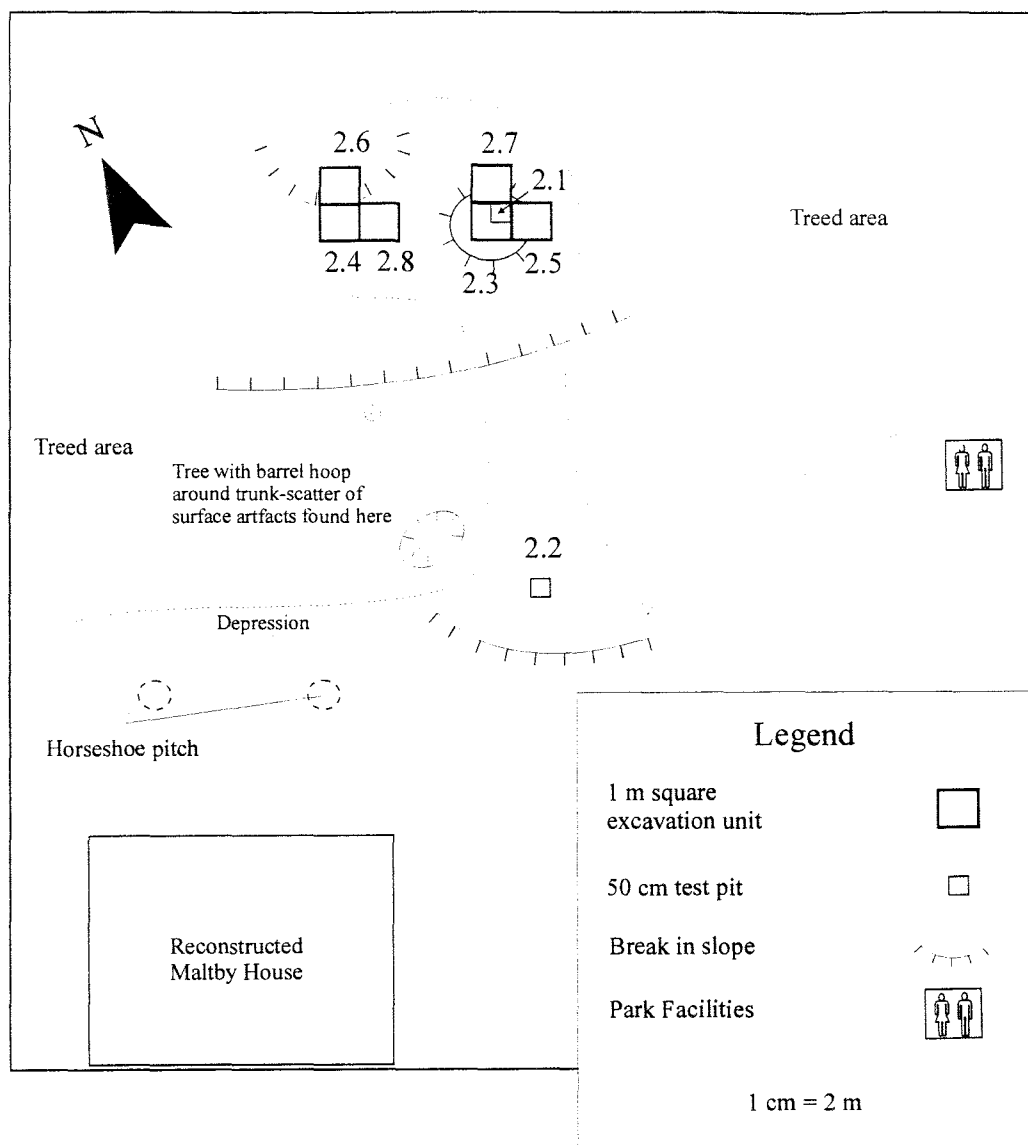 N
2.6
2.7
2.1
Treed area
2.4 2.8
2.5
2.3
Treed area
Tree with barrel hoop
around trunk-scatter of
surface artfacts found here
2.2
Depression
Horseshoe pitch
Reconstructed
Maltby House
Legend
1 m square
excavation unit
50 cm test pit
Break in slope
Park Facilities
1 cm = 2 m